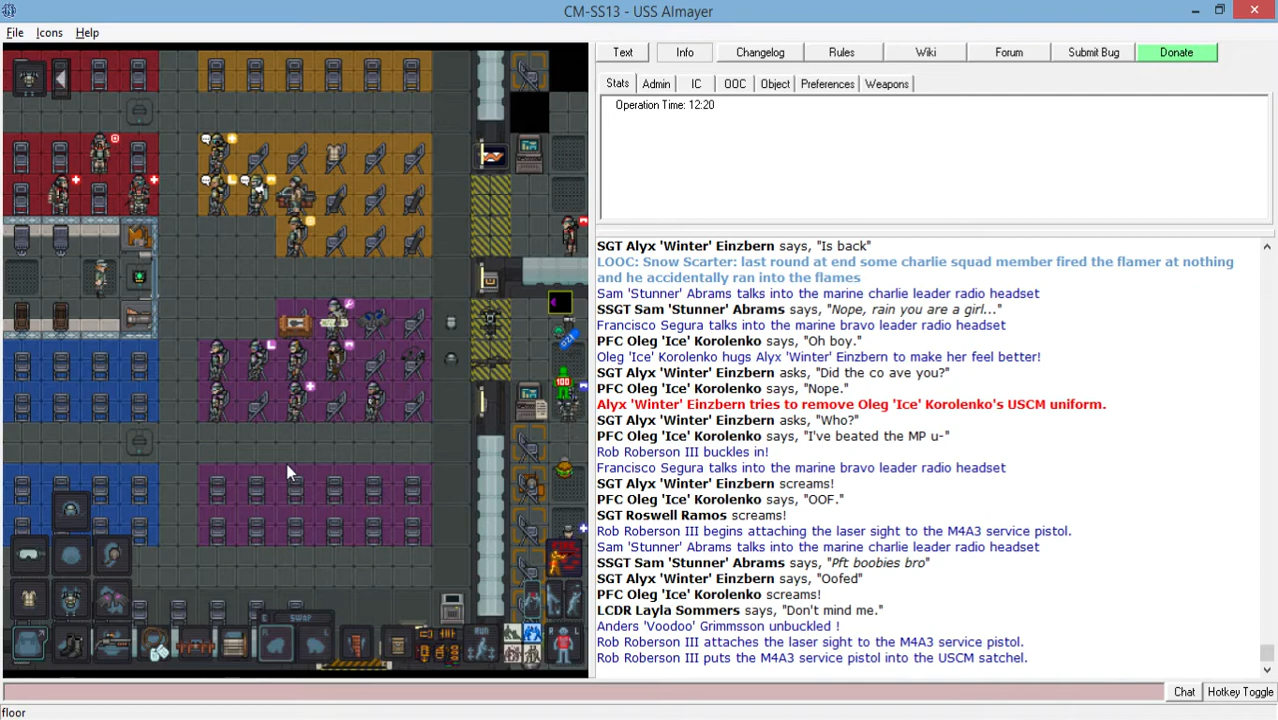 CM-SS13 - USS Almayer
File Icons Help
Text Info Changelog Rules Wiki Forum Submit Bug Donate
Stats Admin IC OOC Object Preferences Weapons
Operation Time: 12:20
SGT Alyx 'Winter' Einzbern says, "Is back"
LOOC: Snow Scarter: last round at end some charlie squad member fired the flamer at nothing
and he accidentally ran into the flames
Sam 'Stunner' Abrams talks into the marine charlie leader radio headset
SSGT Sam 'Stunner' Abrams says, "Nope, rain you are a girl..."
Francisco Segura talks into the marine bravo leader radio headset
PFC Oleg 'Ice' Korolenko says, "Oh boy."
Oleg 'Ice' Korolenko hugs Alyx 'Winter' Einzbern to make her feel better!
SGT Alyx 'Winter' Einzbern asks, "Did the co ave you?"
PFC Oleg 'Ice' Korolenko says, "Nope."
Alyx 'Winter' Einzbern tries to remove Oleg 'Ice' Korolenko's USCM uniform.
SGT Alyx 'Winter' Einzbern asks, "Who?"
PFC Oleg 'Ice' Korolenko says, "I've beated the MP u-"
Rob Roberson III buckles in!
Francisco Segura talks into the marine bravo leader radio headset
SGT Alyx 'Winter' Einzbern screams!
PFC Oleg 'Ice' Korolenko says, "OOF."
SGT Roswell Ramos screams!
Rob Roberson III begins attaching the laser sight to the M4A3 service pistol.
Sam 'Stunner' Abrams talks into the marine charlie leader radio headset
SSGT Sam 'Stunner' Abrams says, "Pft boobies bro"
SGT Alyx 'Winter' Einzbern says, "Oofed"
PFC Oleg 'Ice' Korolenko screams!
LCDR Layla Sommers says, "Don't mind me."
Anders 'Voodoo' Grimmsson unbuckled !
Rob Roberson III attaches the laser sight to the M4A3 service pistol.
Rob Roberson III puts the M4A3 service pistol into the USCM satchel.
100
SWAP
R L
RUN
R L
Chat Hotkey Toggle
floor